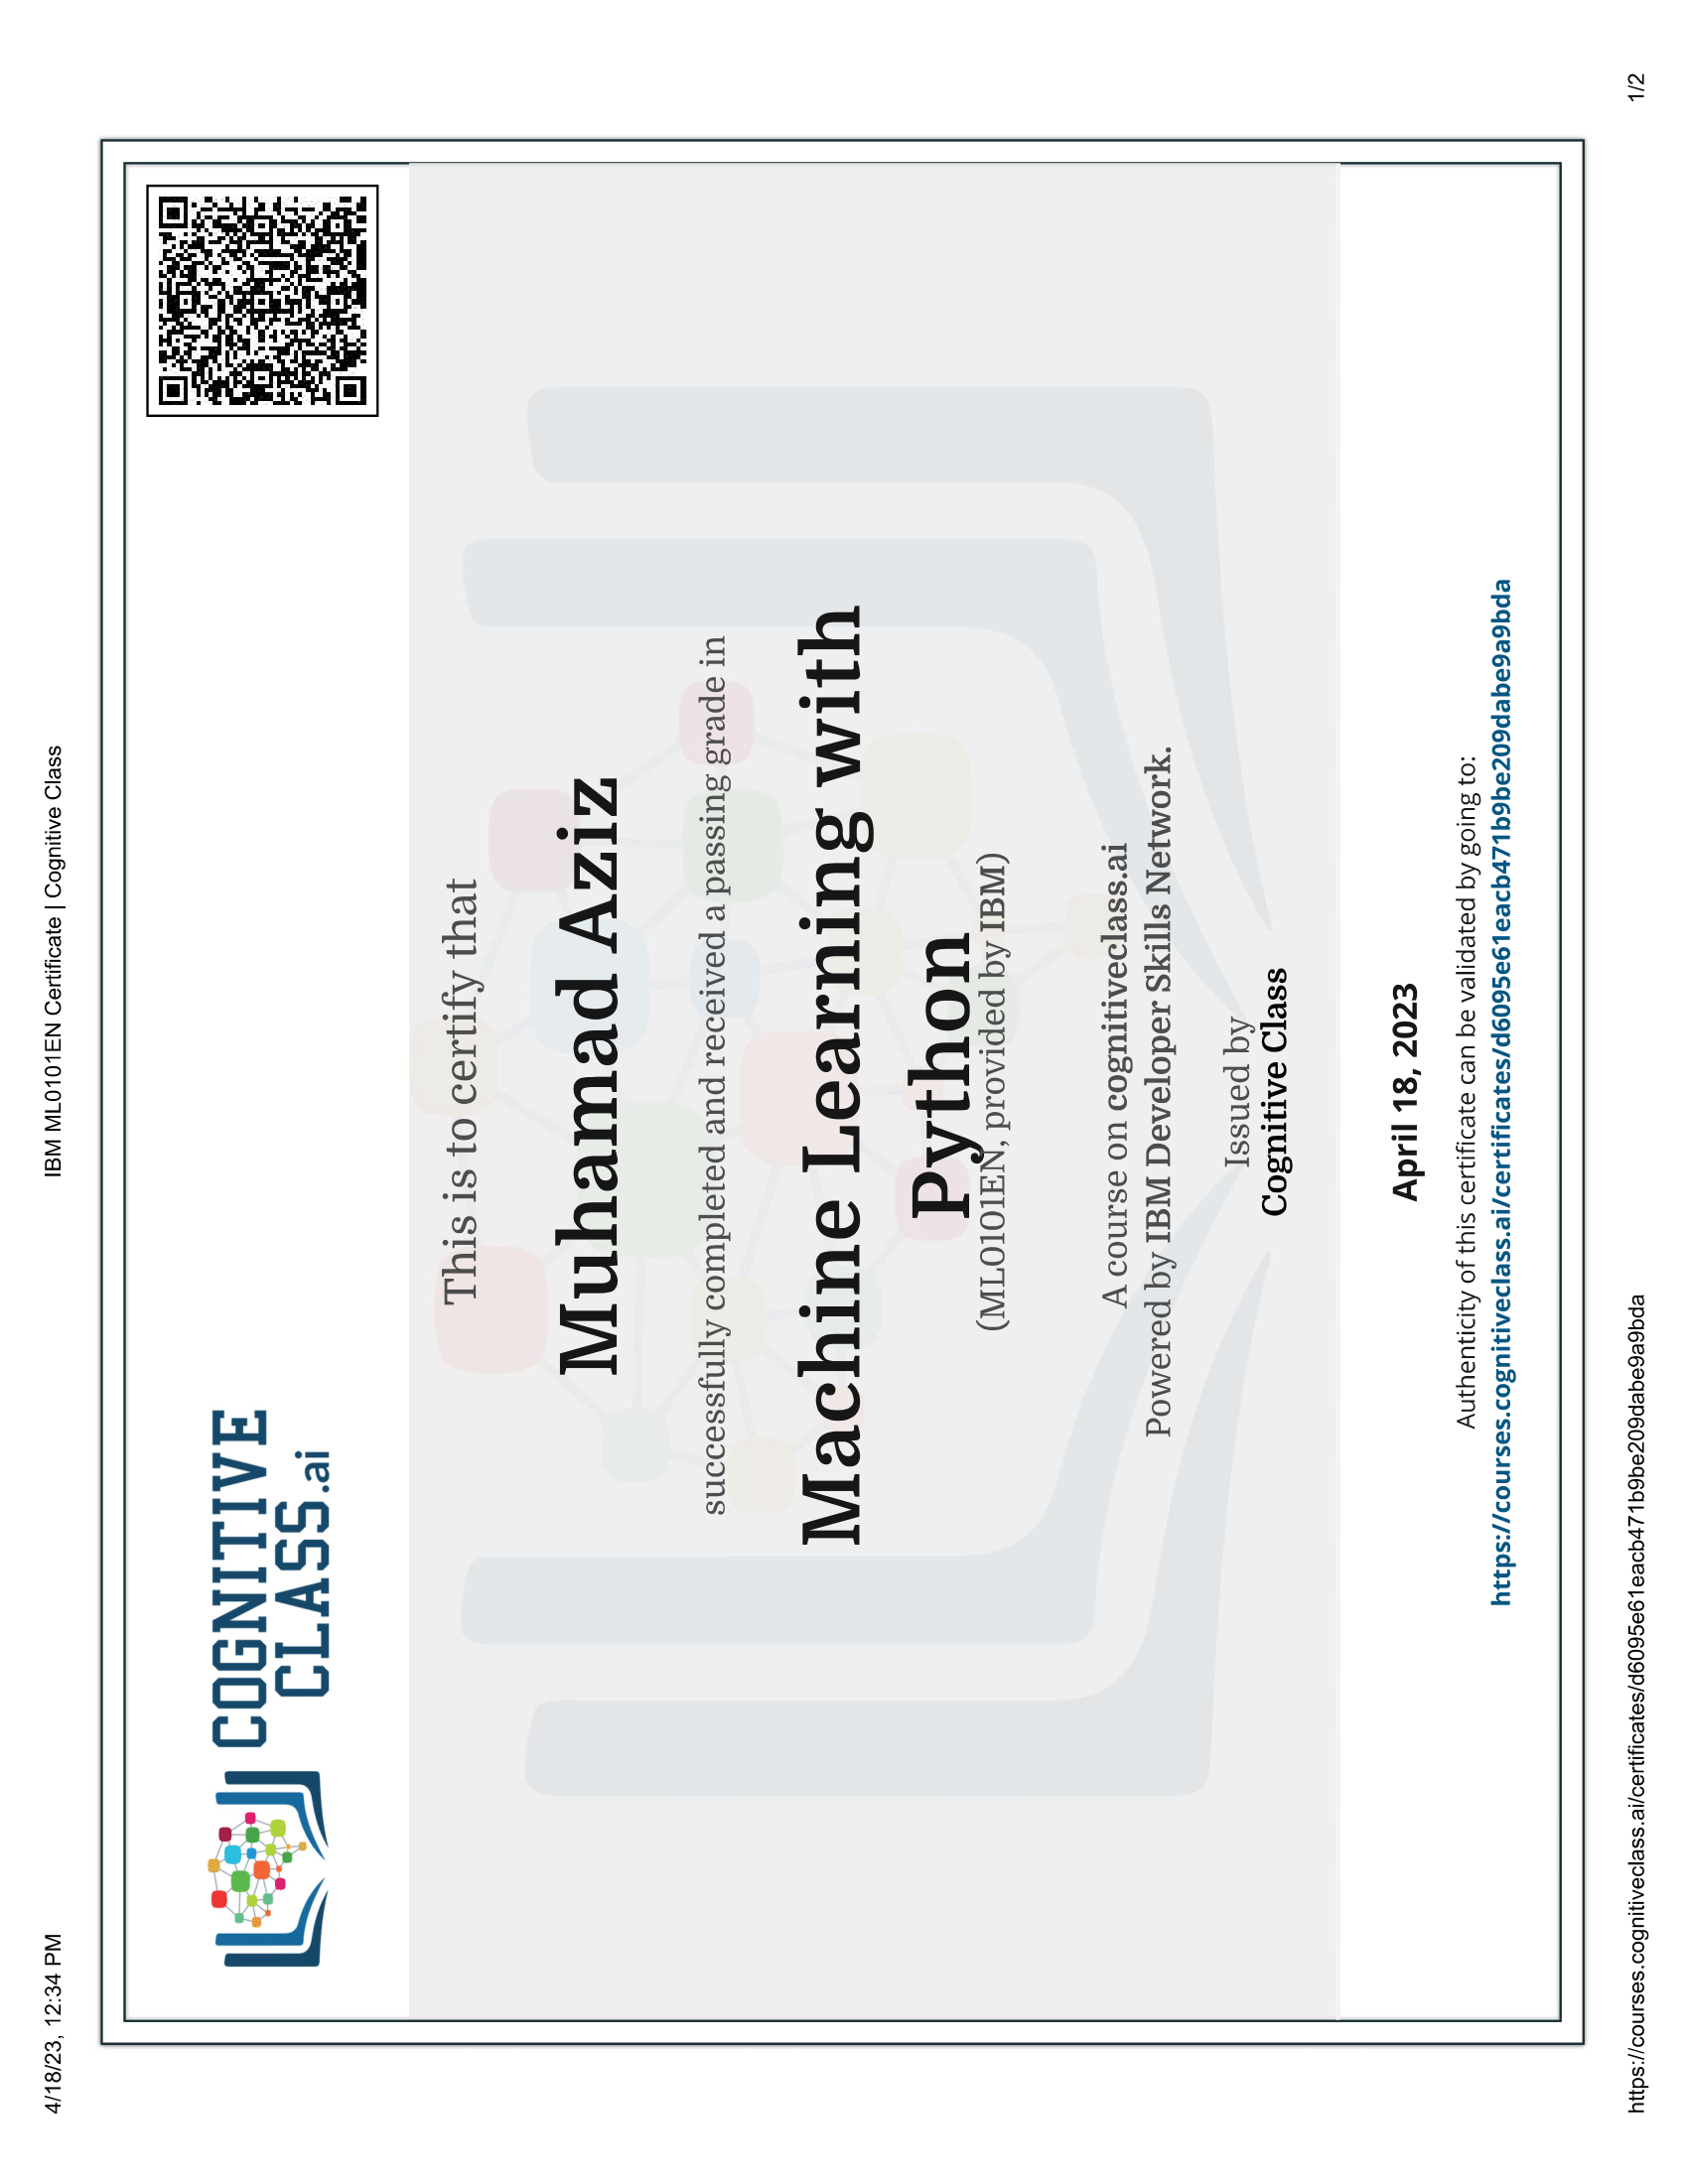 4/18/23, 12:34 PM
IBM ML0101EN Certificate | Cognitive Class
COGNITIVE
CLASS.ai
This is to certify that
Muhamad Aziz
successfully completed and received a passing grade in
Machine Learning with
Python
(ML0101EN, provided by IBM)
A course on cognitiveclass.ai
Powered by IBM Developer Skills Network.
Issued by
Cognitive Class
April 18, 2023
Authenticity of this certificate can be validated by going to:
https://courses.cognitiveclass.ai/certificates/d6095e61eacb471b9be209dabe9a9bda
https://courses.cognitiveclass.ai/certificates/d6095e61eacb471b9be209dabe9a9bda
1/2